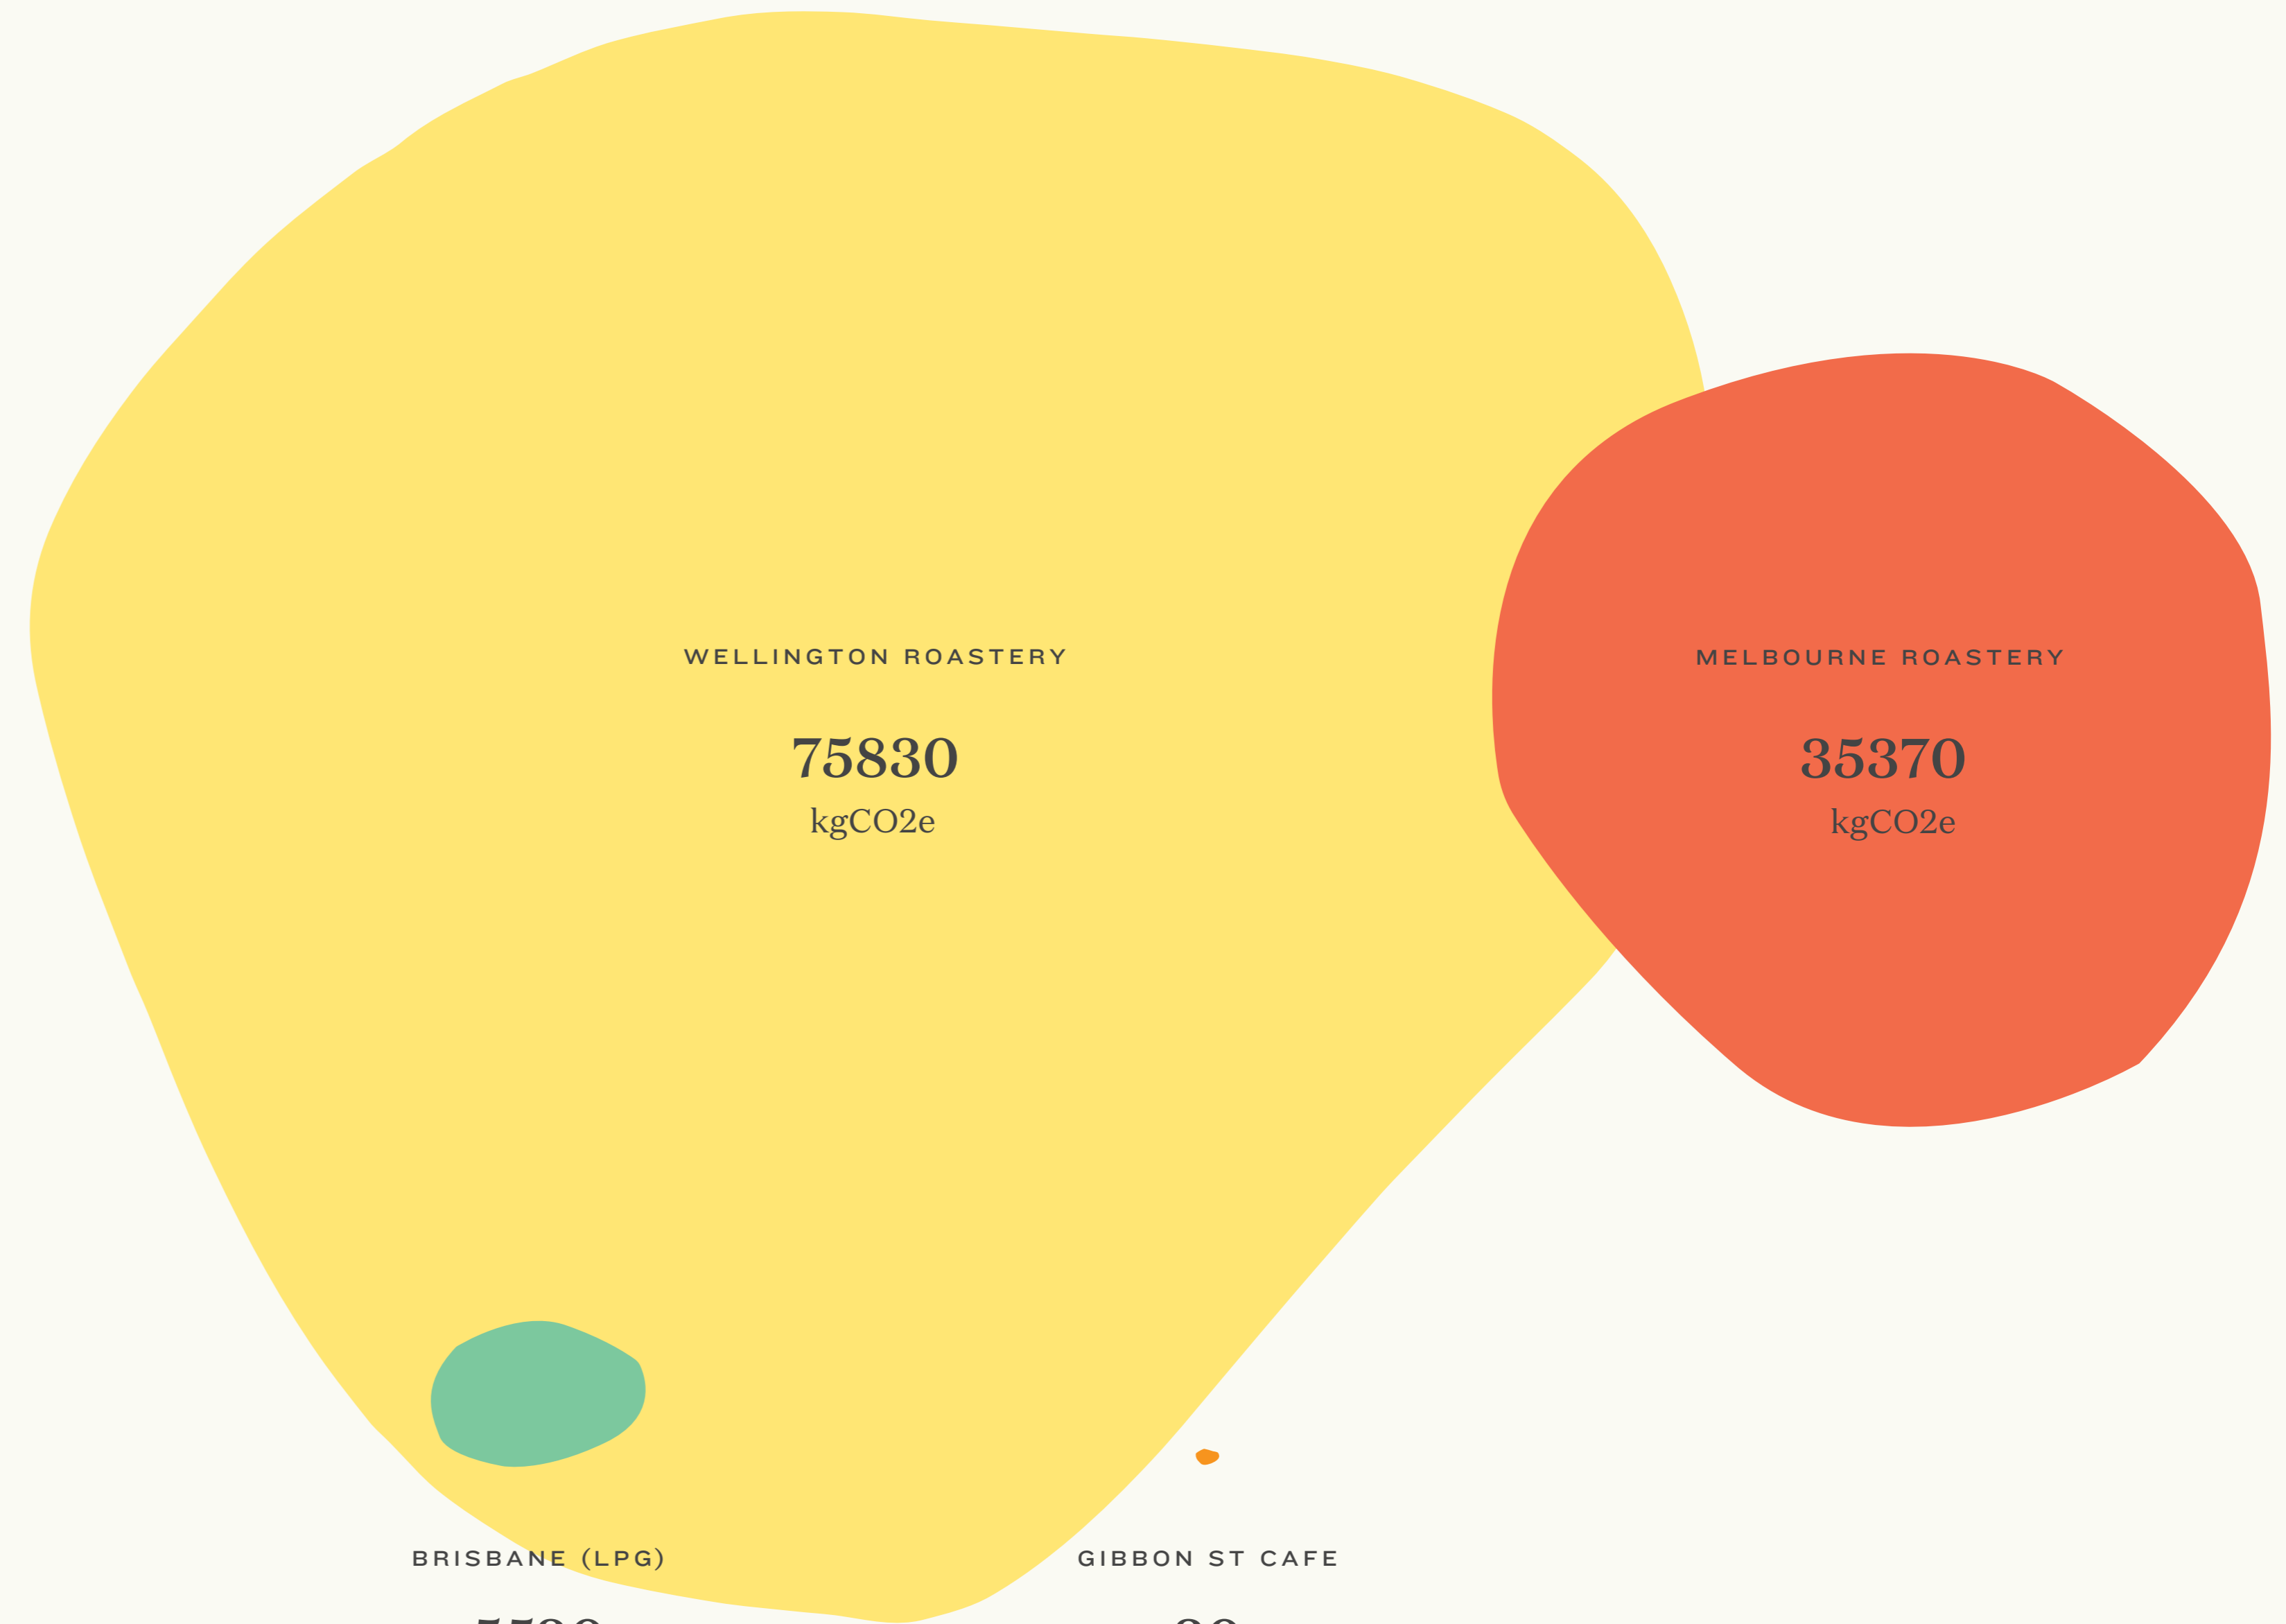 WELLINGTON ROASTERY
75830
kgCO2e
MELBOURNE ROASTERY
35370
kgCO2e
BRISBANE (LPG)
GIBBON ST CAFE